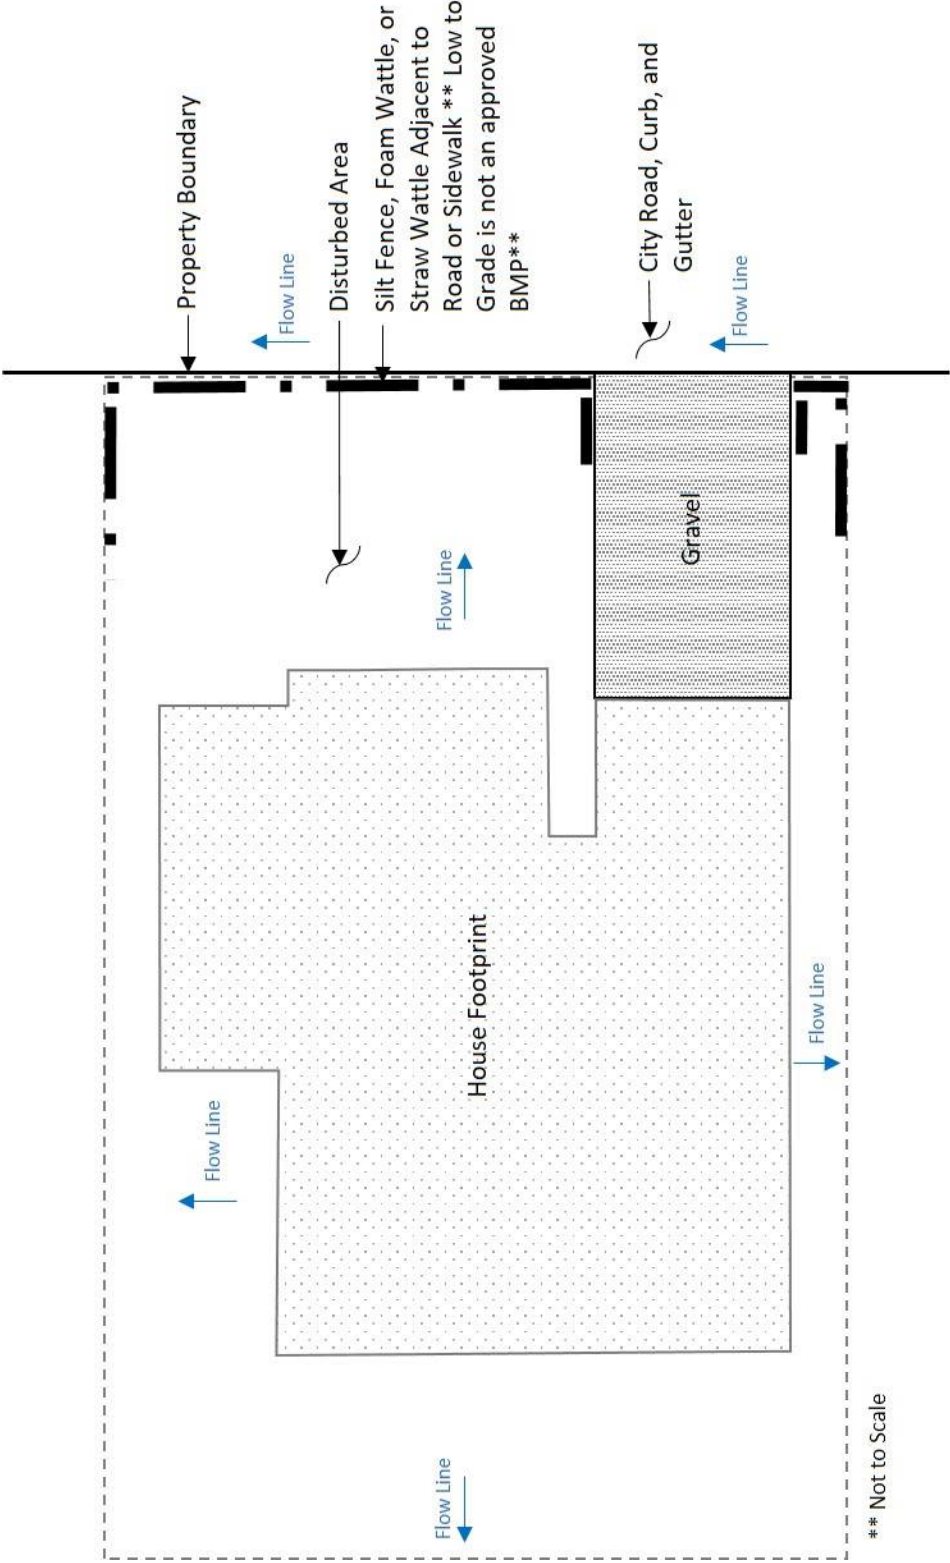 Property Boundary
Flow Line
Disturbed Area
Silt Fence, Foam Wattle, or
Straw Wattle Adjacent to
Road or Sidewalk ** Low to
Grade is not an approved
BMP**
City Road, Curb, and
Gutter
Flow Line
Flow Line
Gravel
House Footprint
Flow Line
Flow Line
Flow Line
** Not to Scale